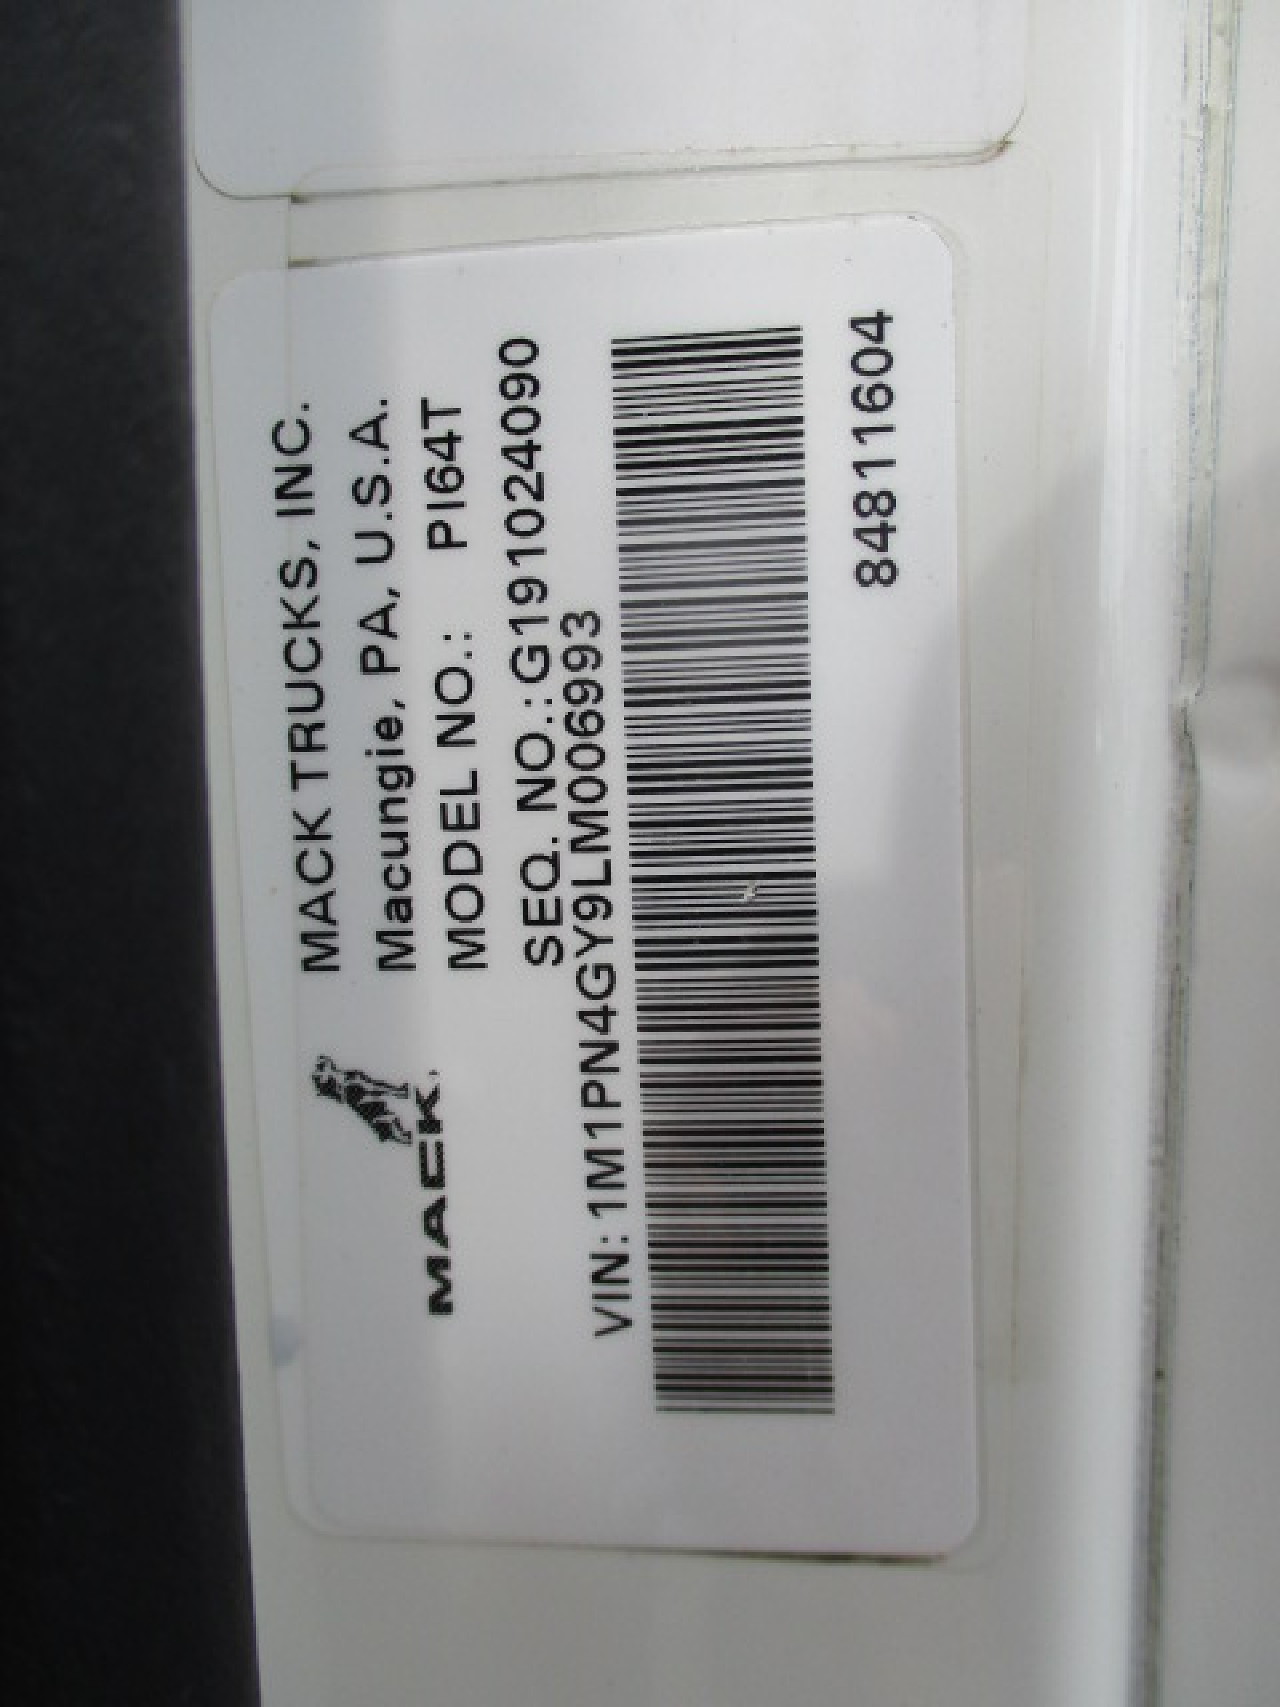 MACK TRUCKS, INC.
Macungie, PA, U.S.A.
MODEL NO.: PI64T
SEQ. NO.:G191024090
MACK
VIN: 1M1PN4GY9LM006993
84811604